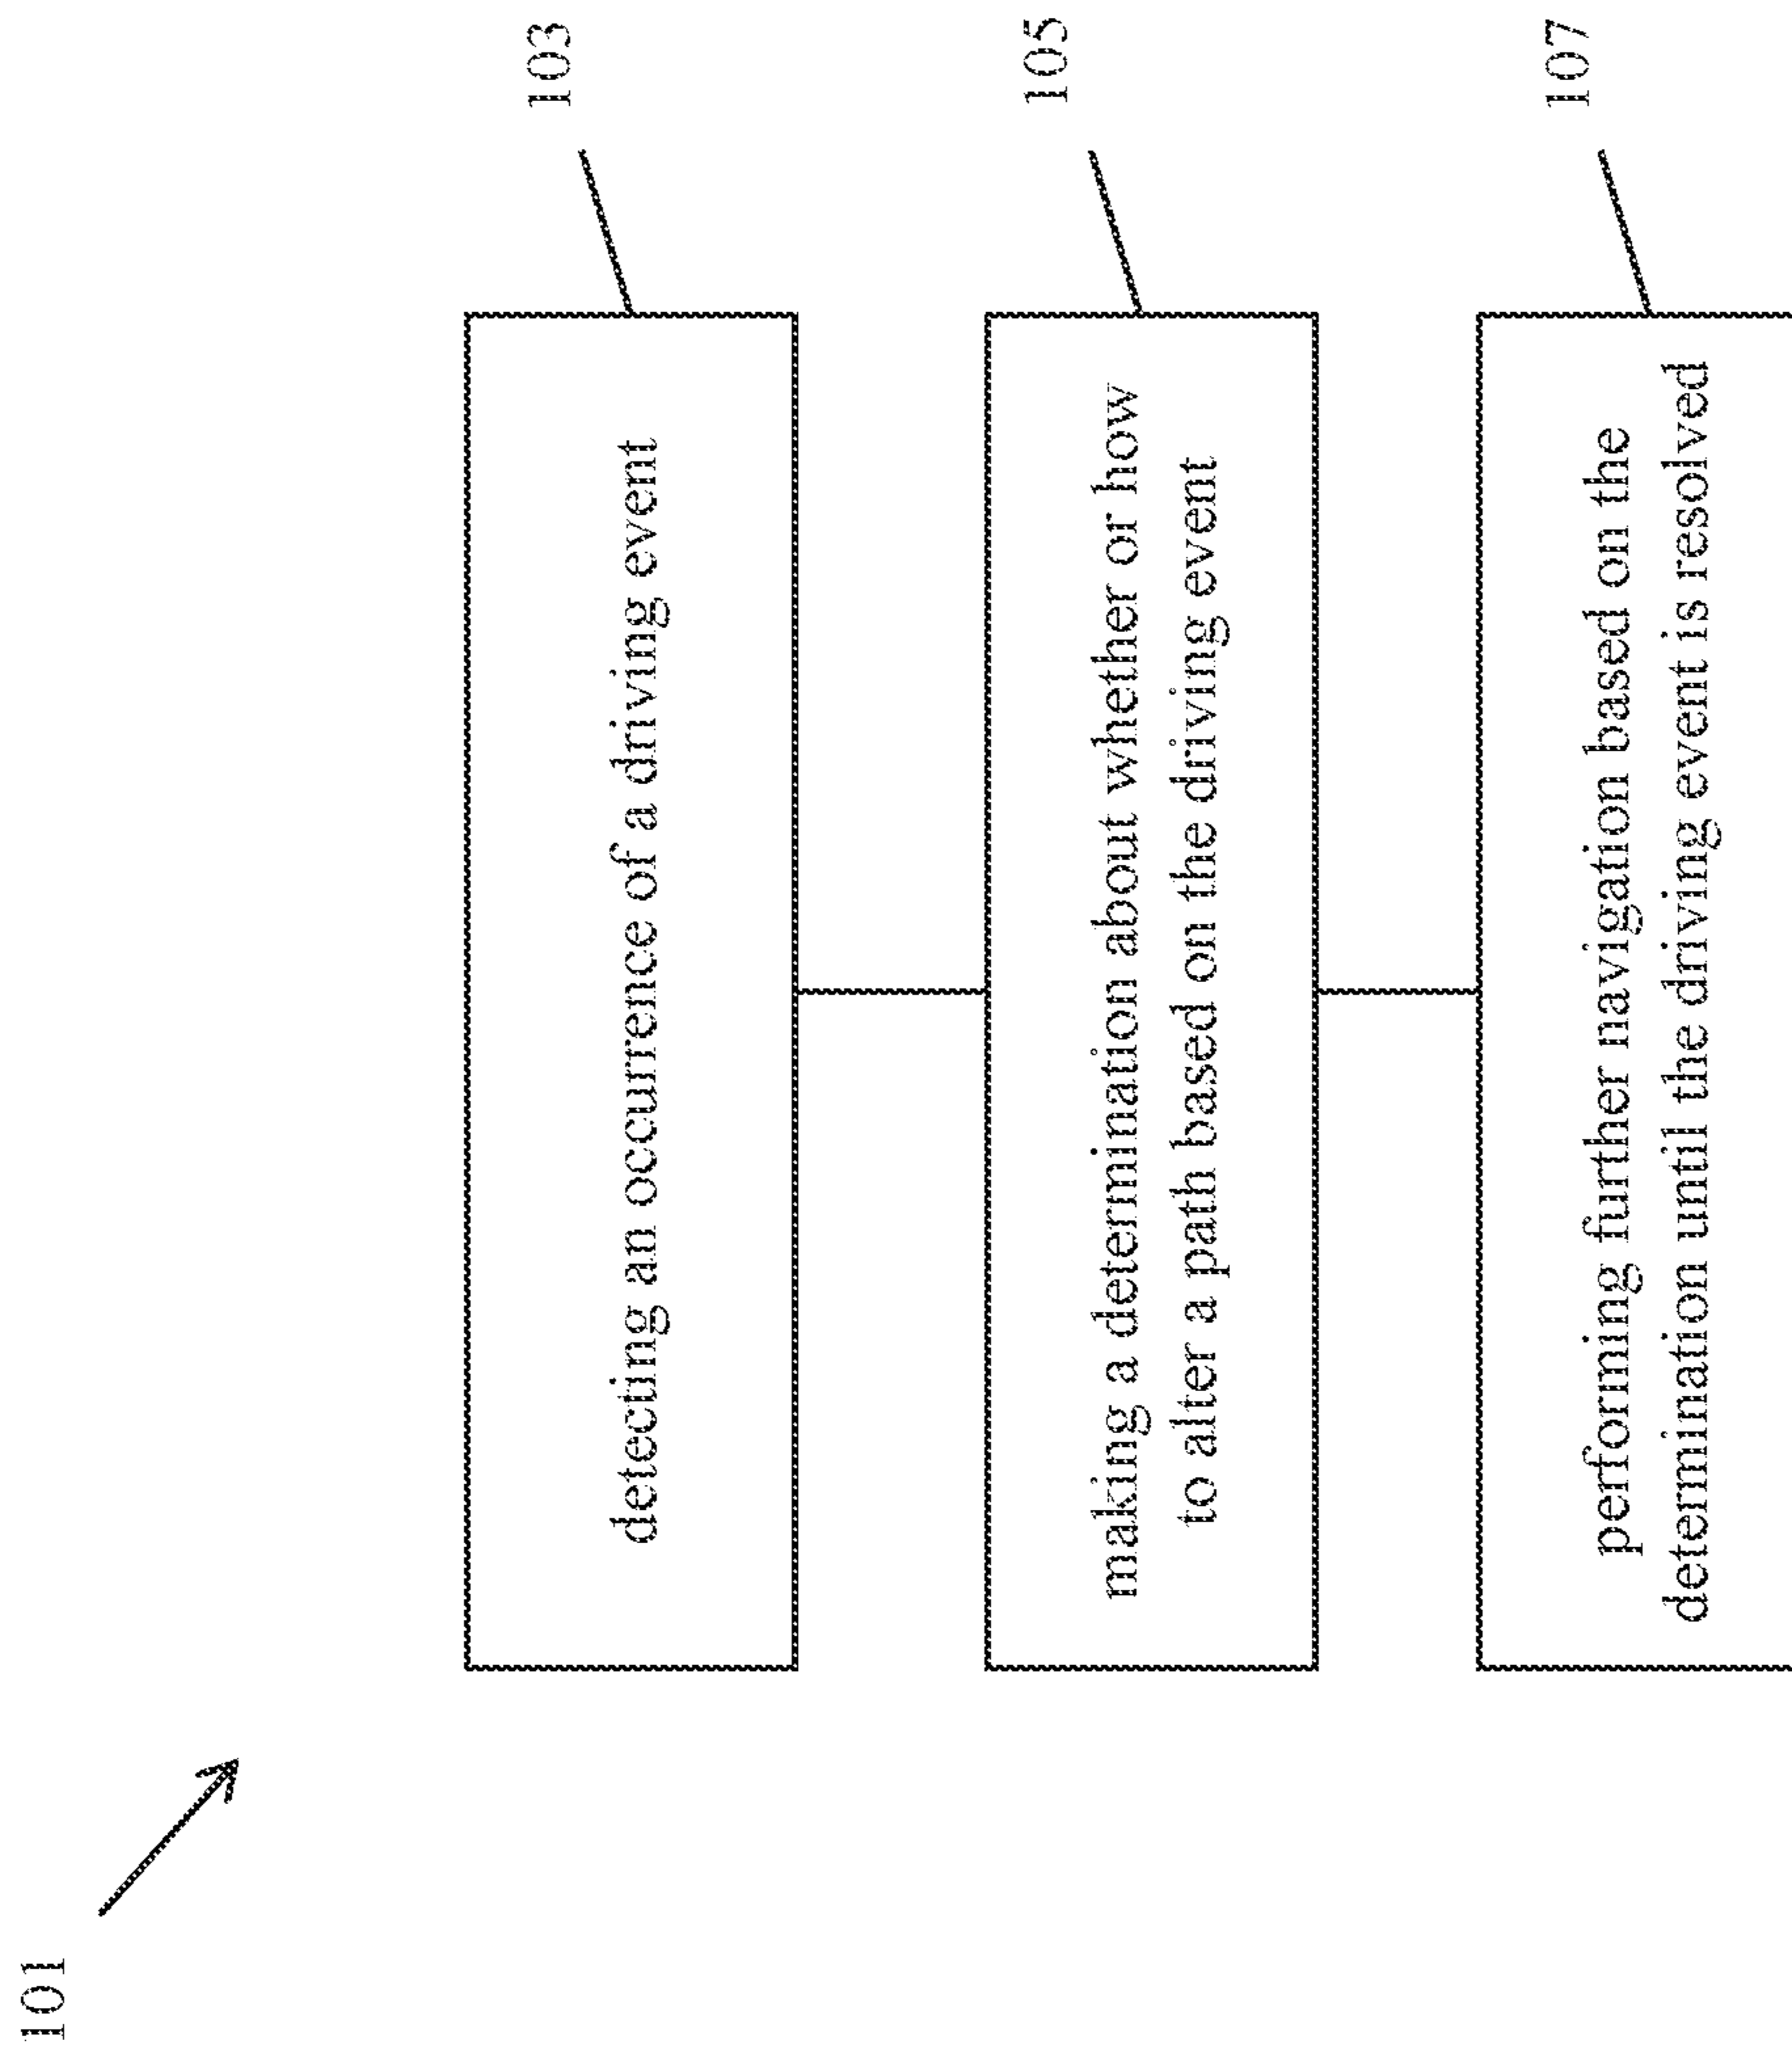 101
detecting an occurrence of a driving event
103
making a determination about whether or how
to alter a path based on the driving event
105
performing further navigation based on the
determination until the driving event is resolved
107